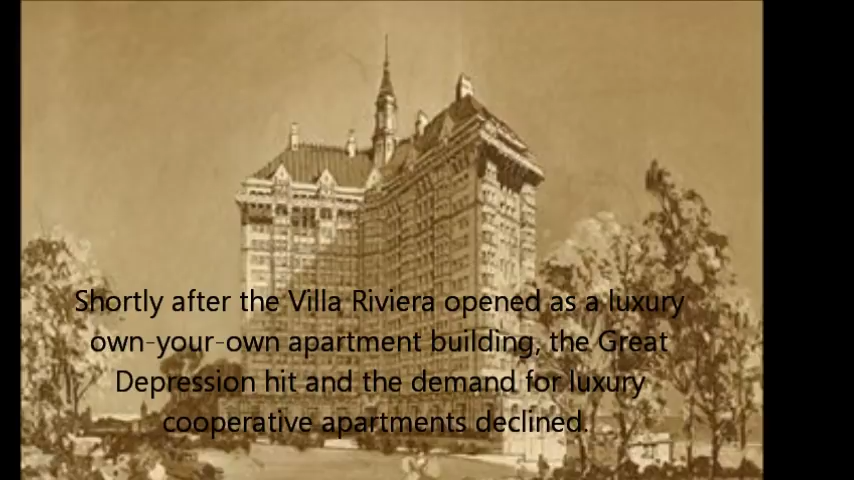 Shortly after the Villa Riviera opened as a luxury
own-your-own apartment building, the Great
Depression hit and the demand for luxury
cooperative apartments declined.